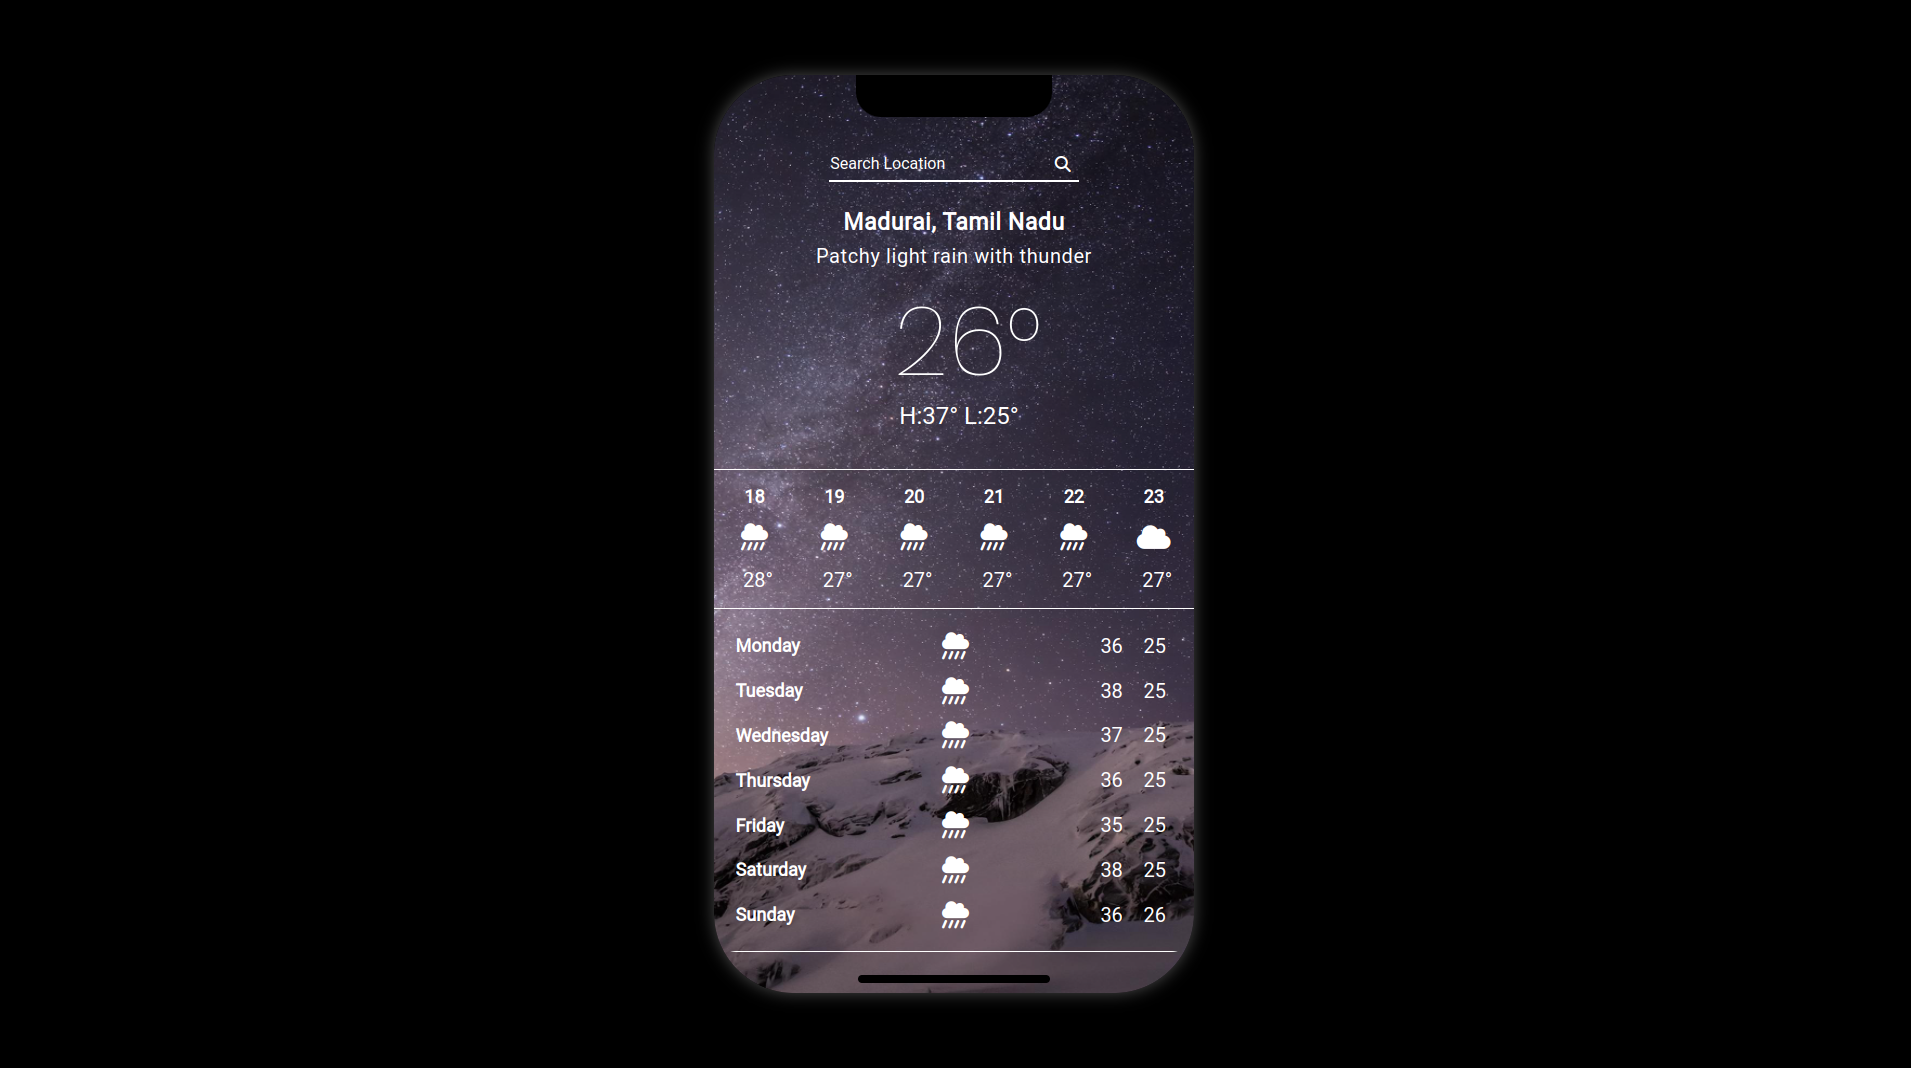 Search Location
Madurai, Tamil Nadu
Patchy light rain with thunder
26°
H:37° L:25°
18 19 20 21 22 23
28° 27° 27° 27° 27° 27°
Monday 36 25
Tuesday 38 25
Wednesday 37 25
Thursday 36 25
Friday 35 25
Saturday 38 25
Sunday 36 26